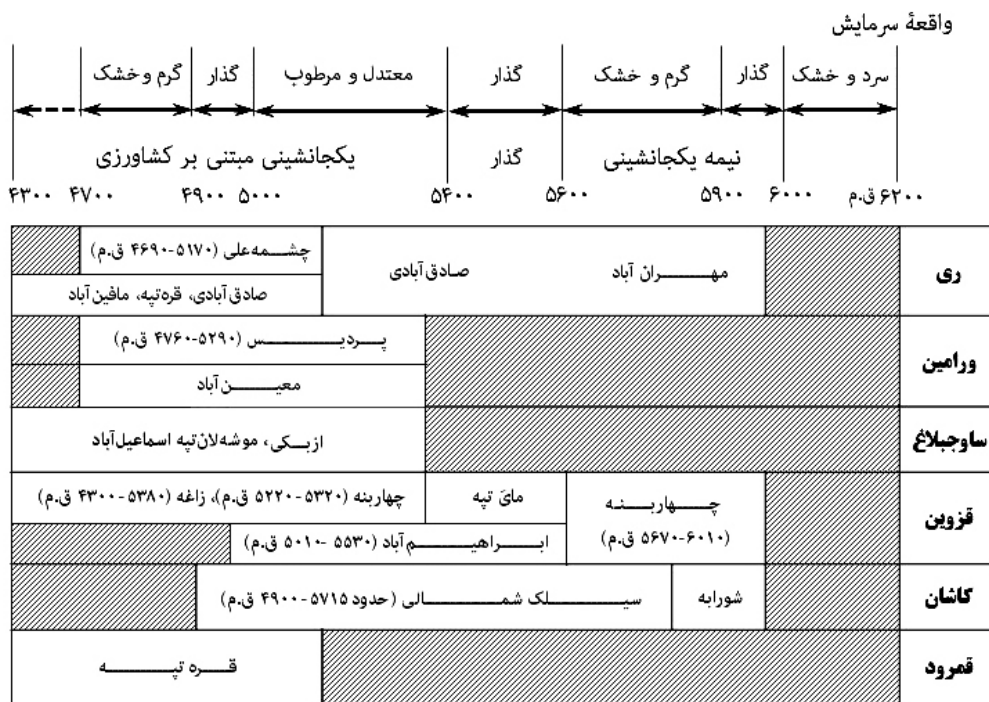 واقعهٔ سرمایش
سرد و خشک گذار گرم و خشک گذار معتدل و مرطوب گذار گرم و خشک
نیمه یکجانشینی گذار یکجانشینی مبتنی بر کشاورزی
۶۲۰۰ ق.م ۶۰۰۰ ۵۹۰۰ ۵۶۰۰ ۵۴۰۰ ۵۰۰۰ ۴۹۰۰ ۴۷۰۰ ۴۳۰۰
ری
مهران آباد صادق‌آبادی
چشمه‌علی (۵۱۷۰-۴۶۹۰ ق.م)
صادق‌آبادی، قره‌تپه، مافین‌آباد
ورامین
پردیس (۵۲۹۰-۴۷۶۰ ق.م)
معین‌آباد
ساوجبلاغ
ازبکی، موشه‌لان‌تپه اسماعیل‌آباد
قزوین
چهاربنه
(۶۰۱۰-۵۶۷۰ ق.م)
مای تپه
چهاربنه (۵۳۲۰-۵۲۲۰ ق.م)، زاغه (۵۳۸۰-۴۳۰۰ ق.م)
ابراهیم‌آباد (۵۵۳۰-۵۰۱۰ ق.م)
کاشان
شورابه
سیلک شمالی (حدود ۵۷۱۵-۴۹۰۰ ق.م)
قمرود
قره تپه